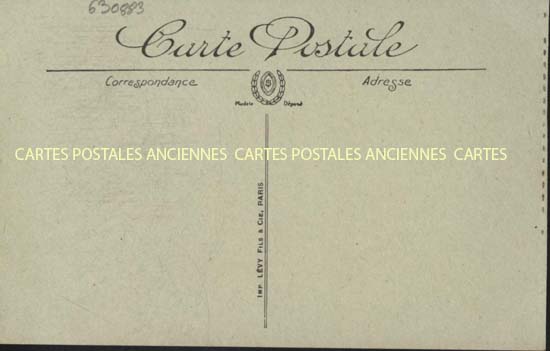 630883
Carte Postale
Correspondance
Adresse
Modèle Déposé
CARTES POSTALES ANCIENNES CARTES POSTALES ANCIENNES CARTES
IMP. LÉVY FILS & CIE, PARIS